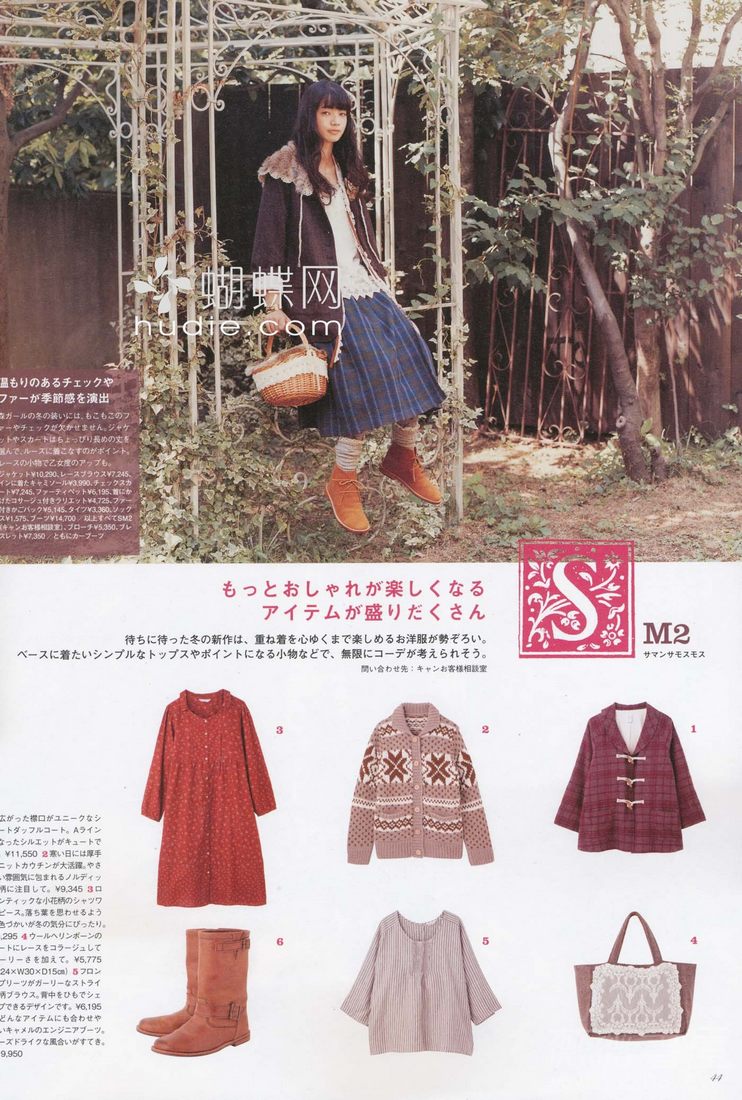 蝴蝶网
hudie.com
温もりのあるチェックや
ファーが季節感を演出
森ガールの冬の装いには、もこもこのフ
ァーやチェックが欠かせません。ジャケ
ットやスカートはちょっぴり長めの丈を
選んで、ルーズに着こなすのがポイント。
レースの小物で乙女度のアップも。
ジャケット¥10,290、レースブラウス¥7,245、
インに着たキャミソール¥3,990、チェックスカ
ート¥7,245、ファーティペット¥6,195、首にか
けたコサージュ付きラリエット¥4,725、ファー
付きかごバック¥5,145、タイツ¥3,360、ソック
ス¥1,575、ブーツ¥14,700／以上すべてSM2
(キャンお客様相談室)、ブローチ¥5,350、ブレ
スレット¥7,350／ともにカーブーツ
もっとおしゃれが楽しくなる
アイテムが盛りだくさん
待ちに待った冬の新作は、重ね着を心ゆくまで楽しめるお洋服が勢ぞろい。
ベースに着たいシンプルなトップスやポイントになる小物などで、無限にコーデが考えられそう。
問い合わせ先：キャンお客様相談室
S
M2
サマンサモスモス
3
2
1
広がった襟口がユニークなシ
ートダッフルコート。Aライン
なったシルエットがキュートで
¥11,550 2 寒い日には厚手
ニットカウチンが大活躍。やさ
い雰囲気に包まれるノルディッ
柄に注目して。¥9,345 3 ロ
ンティックな小花柄のシャツワ
ピース。落ち葉を思わせるよう
色づかいが冬の気分にぴったり。
,295 4 ウールヘリンボーンの
ートにレースをコラージュして
ーリーさを加えて。¥5,775
24×W30×D15㎝) 5 フロン
プリーツがガーリーなストライ
柄ブラウス。背中をひもでシェ
プできるデザインです。¥6,195
どんなアイテムにも合わせや
いキャメルのエンジニアブーツ。
ーズドライクな風合いがすてき。
9,950
6
5
4
44